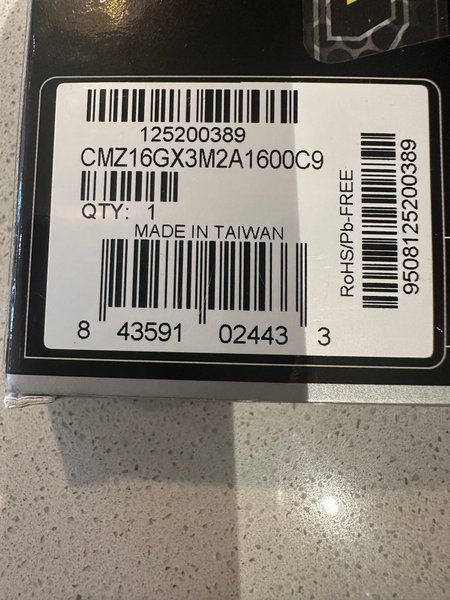 125200389
CMZ16GX3M2A1600C9
QTY: 1
MADE IN TAIWAN
8 43591 02443 3
RoHS/Pb-FREE
9508125200389